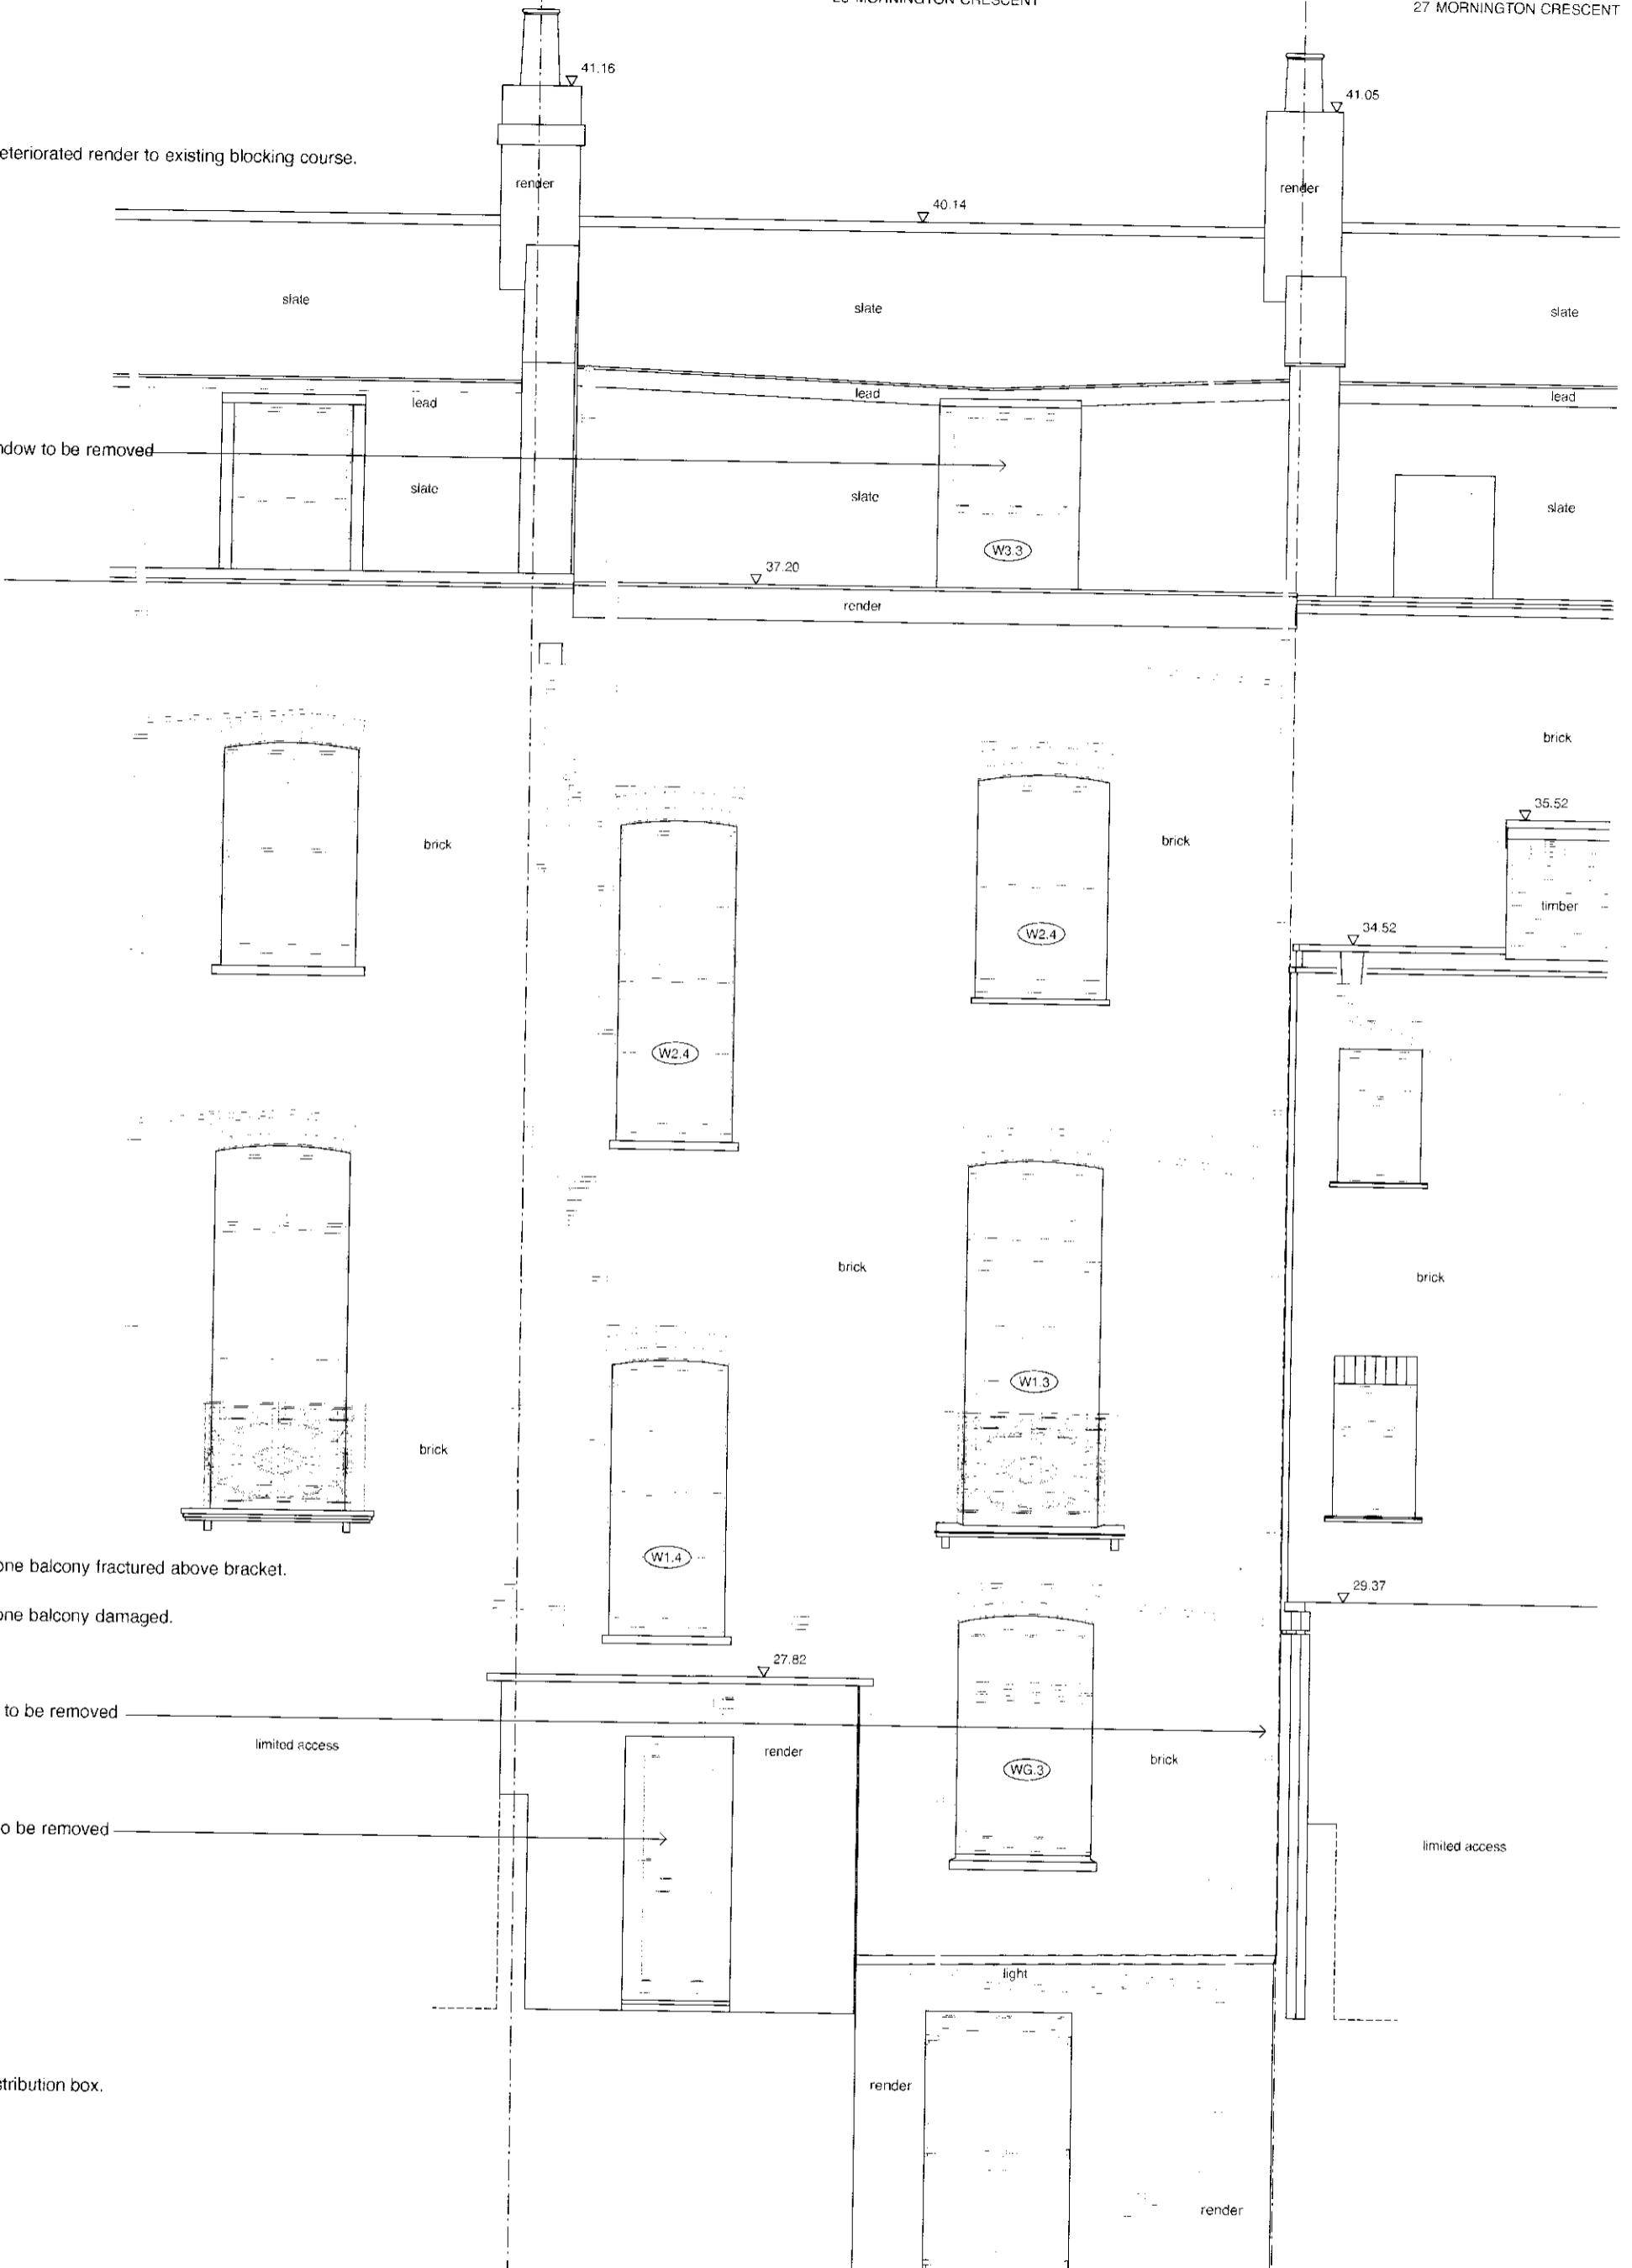 MORNINGTON CRESCENT
27 MORNINGTON CRESCENT
41.16
41.05
eteriorated render to existing blocking course.
render
render
40.14
slate
slate
slate
lead
lead
lead
ndow to be removed
slate
slate
slate
W3.3
37.20
render
brick
35.52
brick
brick
timber
34.52
W2.4
W2.4
brick
brick
W1.3
brick
W1.4
one balcony fractured above bracket.
29.37
one balcony damaged.
27.82
to be removed
limited access
render
brick
WG.3
o be removed
limited access
light
stribution box.
render
render